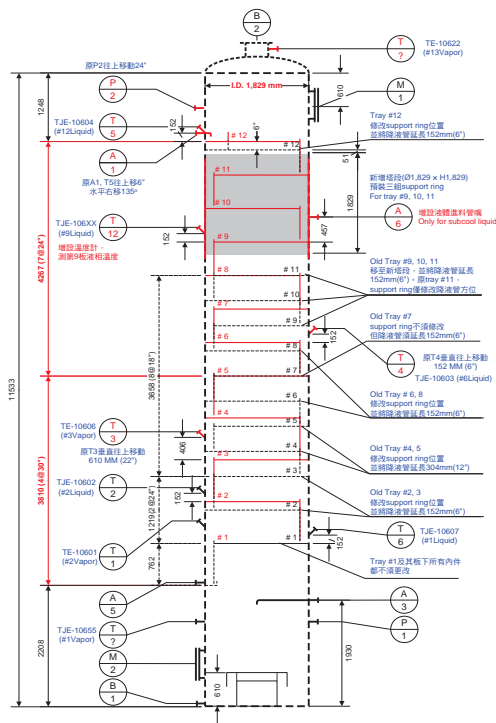 B
2
T
?
TE-10622
(#13Vapor)
原P2往上移動24"
I.D. 1,829 mm
610
M
1
P
2
1248
TJE-10604
(#12Liquid)
T
5
152
# 12
6"
# 12
51
Tray #12
修改support ring位置
並將降液管延長152mm(6")
A
1
原A1, T5往上移6"
水平右移135°
# 11
# 10
# 9
1829
457
新增塔段(Ø1,829 x H1,829)
預裝三組support ring
For tray #9, 10, 11
A
6
增設液體進料管嘴
Only for subcool liquid
TJE-106XX
(#9Liquid)
T
12
152
增設溫度計，
測第9板液相溫度
4267 (7@24")
11533
# 8
# 11
# 10
# 7
# 9
# 6
# 8
Old Tray #9, 10, 11
移至新塔段，並將降液管延長
152mm(6")，原tray #11，
support ring僅修改降液管方位
Old Tray #7
support ring不須修改
但降液管須延長152mm(6")
152
T
4
原T4垂直往上移動
152 MM (6")
TJE-10603 (#6Liquid)
3658 (8@18")
# 5
# 7
# 6
Old Tray # 6, 8
修改support ring位置
並將降液管延長152mm(6")
# 4
# 5
TE-10606
(#3Vapor)
T
3
原T3垂直往上移動
610 MM (22")
406
# 4
# 3
Old Tray #4, 5
修改support ring位置
並將降液管延長304mm(12")
3810 (4@30")
TJE-10602
(#2Liquid)
T
2
152
1219(2@24")
# 3
# 2
# 2
Old Tray #2, 3
修改support ring位置
並將降液管延長152mm(6")
TE-10601
(#2Vapor)
T
1
762
# 1
# 1
152
T
6
TJE-10607
(#1Liquid)
Tray #1及其板下所有內件
都不須更改
A
5
A
3
TJE-10655
(#1Vapor)
T
?
P
1
2208
1930
M
2
610
B
1